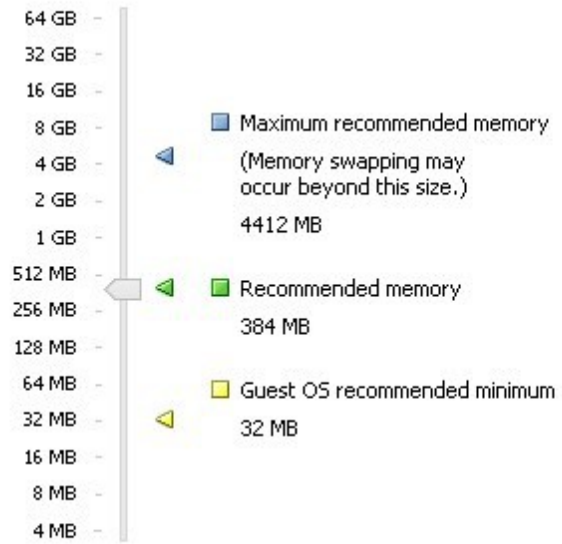 64 GB
32 GB
16 GB
8 GB
4 GB
2 GB
1 GB
512 MB
256 MB
128 MB
64 MB
32 MB
16 MB
8 MB
4 MB
Maximum recommended memory
(Memory swapping may
occur beyond this size.)
4412 MB
Recommended memory
384 MB
Guest OS recommended minimum
32 MB